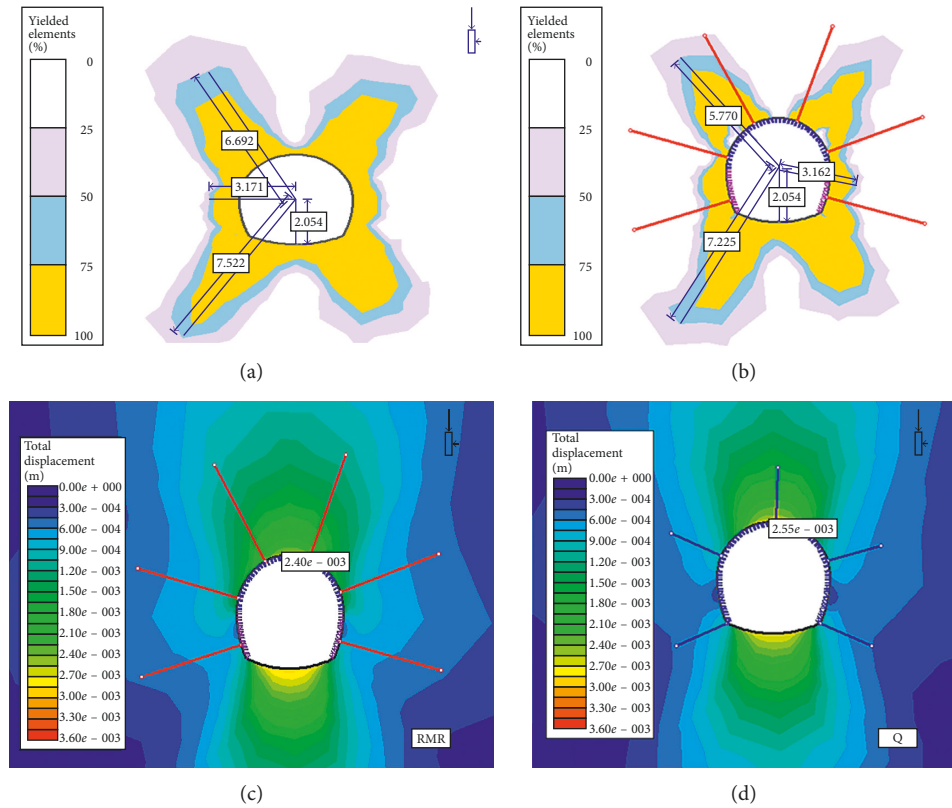 Yielded
elements
(%)
0
25
50
75
100
6.692
3.171
2.054
7.522
(a)
Yielded
elements
(%)
0
25
50
75
100
5.770
3.162
2.054
7.225
(b)
Total
displacement
(m)
0.00e + 000
3.00e – 004
6.00e – 004
9.00e – 004
1.20e – 003
1.50e – 003
1.80e – 003
2.10e – 003
2.40e – 003
2.70e – 003
3.00e – 003
3.30e – 003
3.60e – 003
2.40e – 003
RMR
(c)
Total
displacement
(m)
0.00e + 000
3.00e – 004
6.00e – 004
9.00e – 004
1.20e – 003
1.50e – 003
1.80e – 003
2.10e – 003
2.40e – 003
2.70e – 003
3.00e – 003
3.30e – 003
3.60e – 003
2.55e – 003
Q
(d)